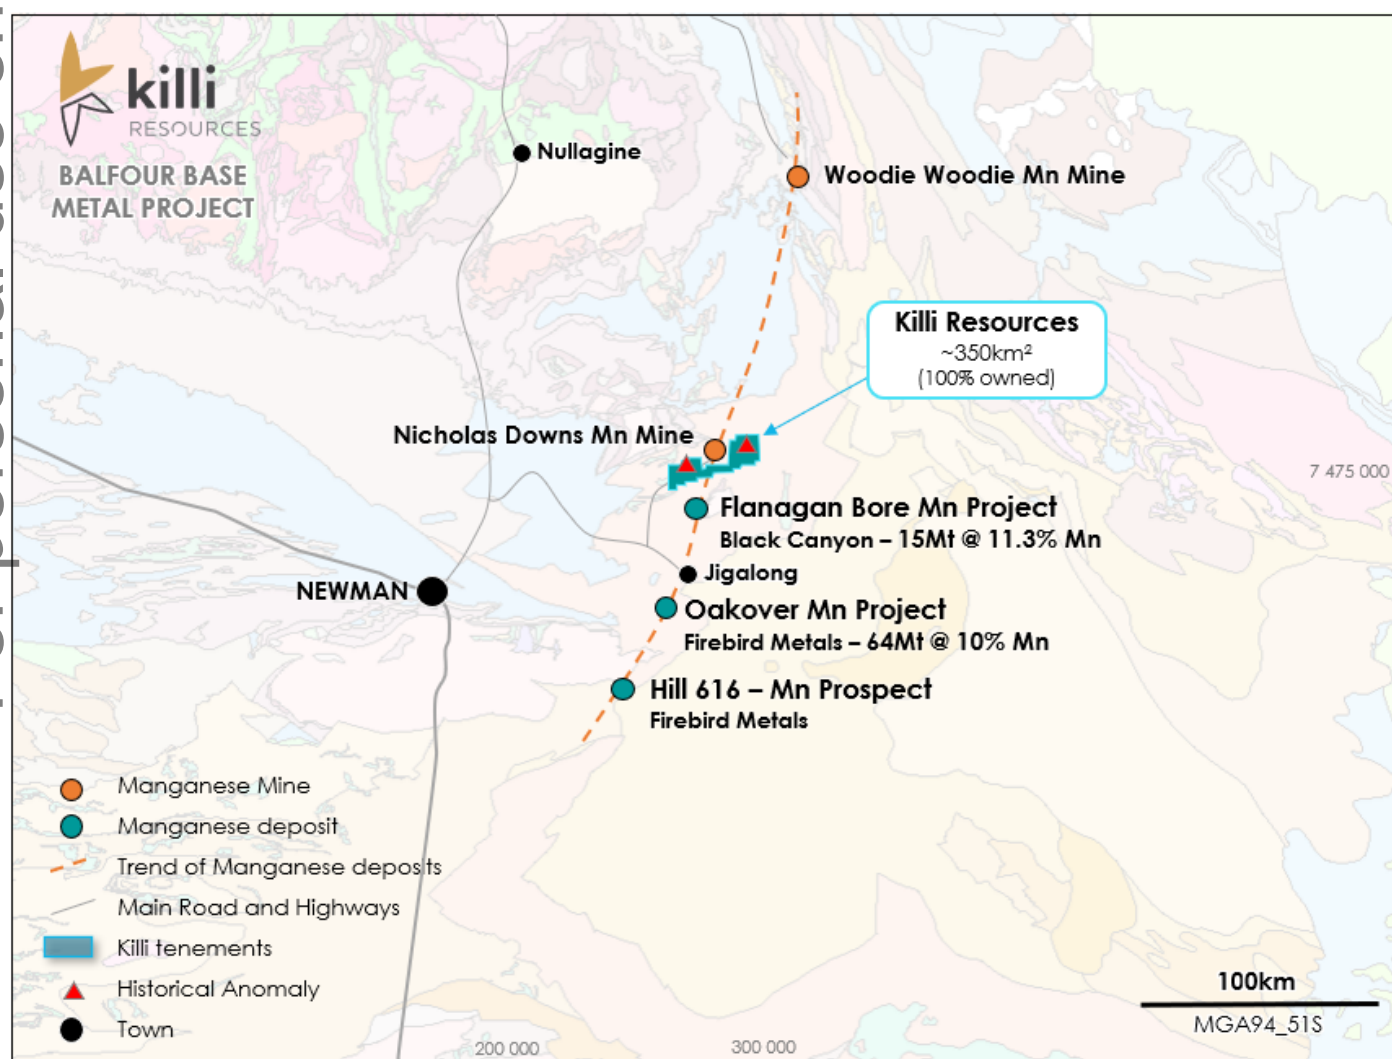 killi
RESOURCES
BALFOUR BASE
METAL PROJECT
Nullagine
Woodie Woodie Mn Mine
Killi Resources
~350km²
(100% owned)
Nicholas Downs Mn Mine
7 475 000
Flanagan Bore Mn Project
Black Canyon – 15Mt @ 11.3% Mn
Jigalong
NEWMAN
Oakover Mn Project
Firebird Metals – 64Mt @ 10% Mn
Hill 616 – Mn Prospect
Firebird Metals
Manganese Mine
Manganese deposit
Trend of Manganese deposits
Main Road and Highways
Killi tenements
Historical Anomaly
Town
100km
MGA94_51S
200 000
300 000